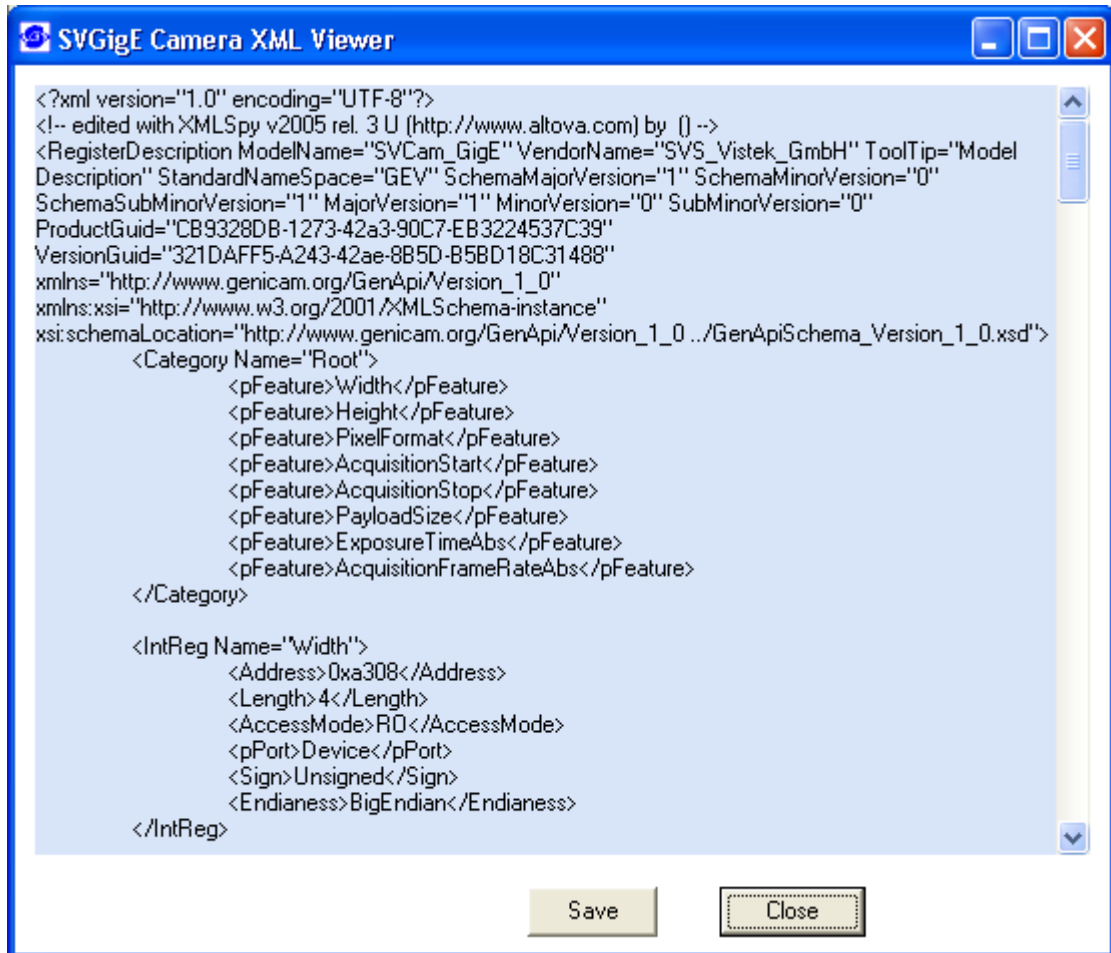 SVGigE Camera XML Viewer
<?xml version="1.0" encoding="UTF-8"?>
<!-- edited with XMLSpy v2005 rel. 3 U (http://www.altova.com) by  () -->
<RegisterDescription ModelName="SVCam_GigE" VendorName="SVS_Vistek_GmbH" ToolTip="Model
Description" StandardNameSpace="GEV" SchemaMajorVersion="1" SchemaMinorVersion="0"
SchemaSubMinorVersion="1" MajorVersion="1" MinorVersion="0" SubMinorVersion="0"
ProductGuid="CB9328DB-1273-42a3-90C7-EB3224537C39"
VersionGuid="321DAFF5-A243-42ae-8B5D-B5BD18C31488"
xmlns="http://www.genicam.org/GenApi/Version_1_0"
xmlns:xsi="http://www.w3.org/2001/XMLSchema-instance"
xsi:schemaLocation="http://www.genicam.org/GenApi/Version_1_0 ../GenApiSchema_Version_1_0.xsd">
<Category Name="Root">
<pFeature>Width</pFeature>
<pFeature>Height</pFeature>
<pFeature>PixelFormat</pFeature>
<pFeature>AcquisitionStart</pFeature>
<pFeature>AcquisitionStop</pFeature>
<pFeature>PayloadSize</pFeature>
<pFeature>ExposureTimeAbs</pFeature>
<pFeature>AcquisitionFrameRateAbs</pFeature>
</Category>
<IntReg Name="Width">
<Address>0xa308</Address>
<Length>4</Length>
<AccessMode>RO</AccessMode>
<pPort>Device</pPort>
<Sign>Unsigned</Sign>
<Endianess>BigEndian</Endianess>
</IntReg>
Save
Close